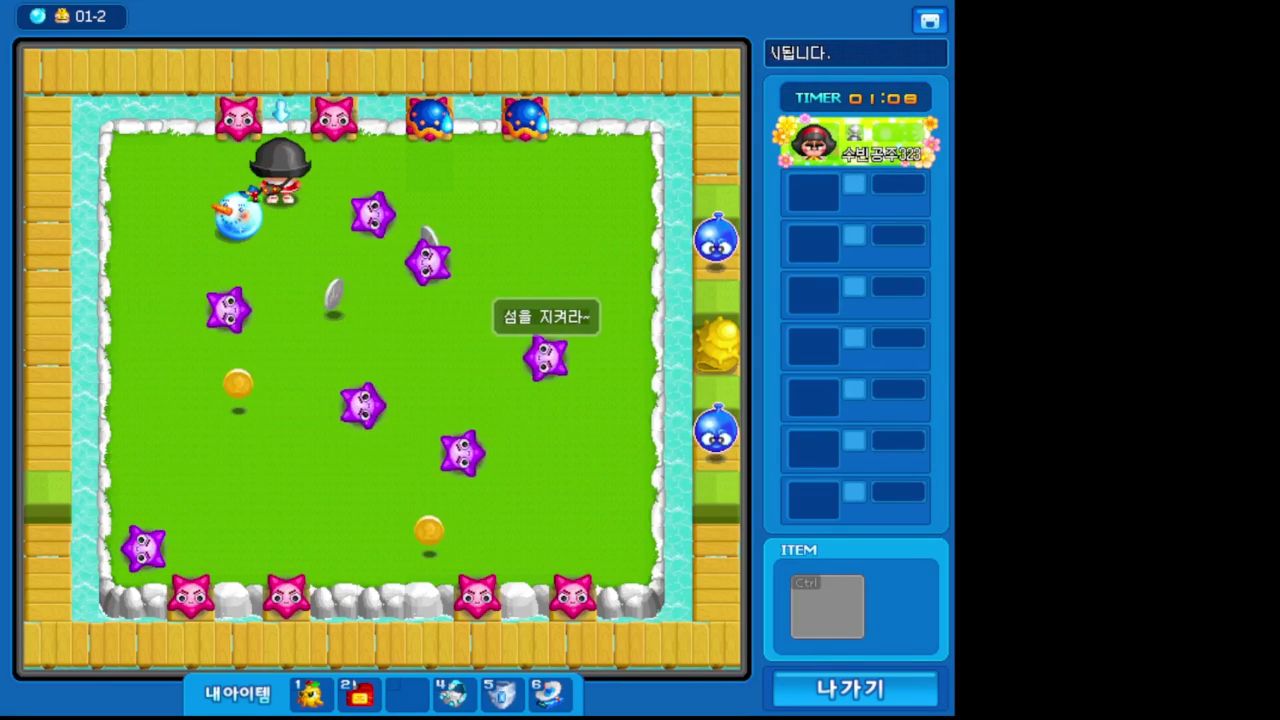 01-2
\됩니다.
TIMER 01:08
수빈공주323
섬을 지켜라~
ITEM
Ctrl
내아이템
1
2
4
5
6
나가기